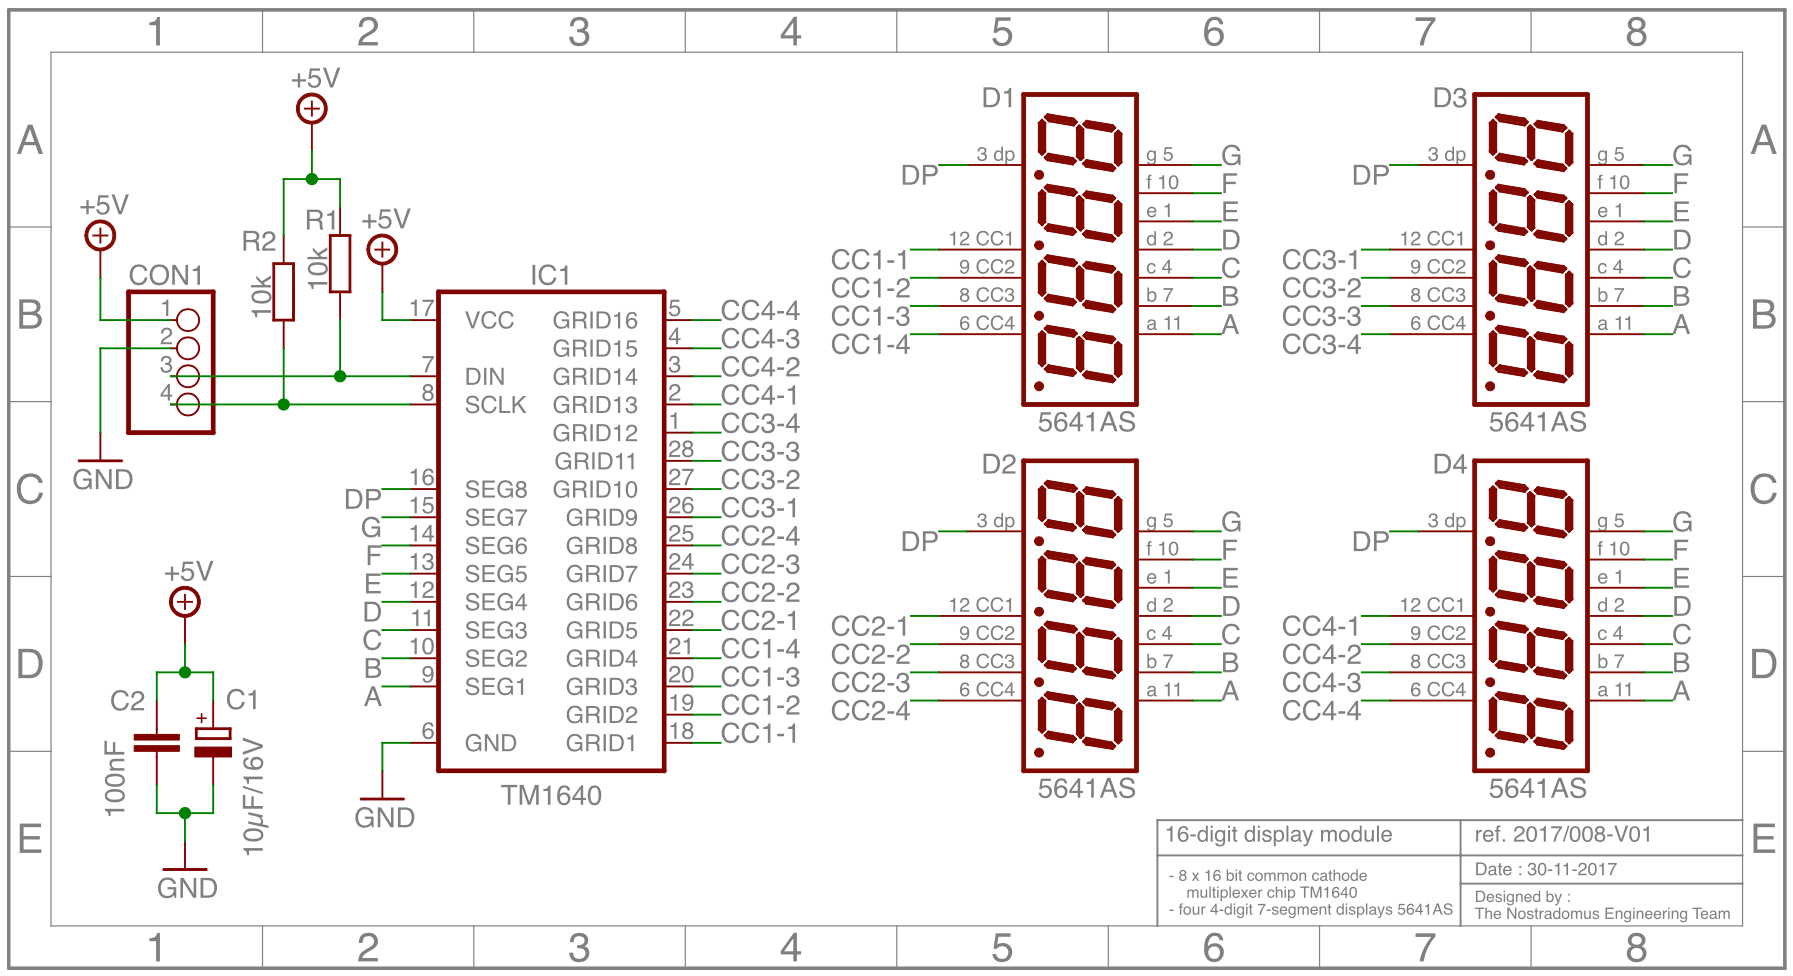 1 2 3 4 5 6 7 8
A
B
C
D
E
A
B
C
D
E
+5V
+5V
R1
+5V
R2
10k
10k
CON1
1
2
3
4
GND
IC1
17 VCC GRID16 5 CC4-4
GRID15 4 CC4-3
7 DIN GRID14 3 CC4-2
8 SCLK GRID13 2 CC4-1
GRID12 1 CC3-4
GRID11 28 CC3-3
DP 16 SEG8 GRID10 27 CC3-2
G 15 SEG7 GRID9 26 CC3-1
F 14 SEG6 GRID8 25 CC2-4
E 13 SEG5 GRID7 24 CC2-3
D 12 SEG4 GRID6 23 CC2-2
C 11 SEG3 GRID5 22 CC2-1
B 10 SEG2 GRID4 21 CC1-4
A 9 SEG1 GRID3 20 CC1-3
GRID2 19 CC1-2
6 GND GRID1 18 CC1-1
TM1640
GND
+5V
C2
C1
+
100nF
10µF/16V
GND
D1
DP 3 dp g 5 G
f 10 F
e 1 E
CC1-1 12 CC1 d 2 D
CC1-2 9 CC2 c 4 C
CC1-3 8 CC3 b 7 B
CC1-4 6 CC4 a 11 A
5641AS
D3
DP 3 dp g 5 G
f 10 F
e 1 E
CC3-1 12 CC1 d 2 D
CC3-2 9 CC2 c 4 C
CC3-3 8 CC3 b 7 B
CC3-4 6 CC4 a 11 A
5641AS
D2
DP 3 dp g 5 G
f 10 F
e 1 E
CC2-1 12 CC1 d 2 D
CC2-2 9 CC2 c 4 C
CC2-3 8 CC3 b 7 B
CC2-4 6 CC4 a 11 A
5641AS
D4
DP 3 dp g 5 G
f 10 F
e 1 E
CC4-1 12 CC1 d 2 D
CC4-2 9 CC2 c 4 C
CC4-3 8 CC3 b 7 B
CC4-4 6 CC4 a 11 A
5641AS
16-digit display module
ref. 2017/008-V01
- 8 x 16 bit common cathode
multiplexer chip TM1640
- four 4-digit 7-segment displays 5641AS
Date : 30-11-2017
Designed by :
The Nostradomus Engineering Team
1 2 3 4 5 6 7 8